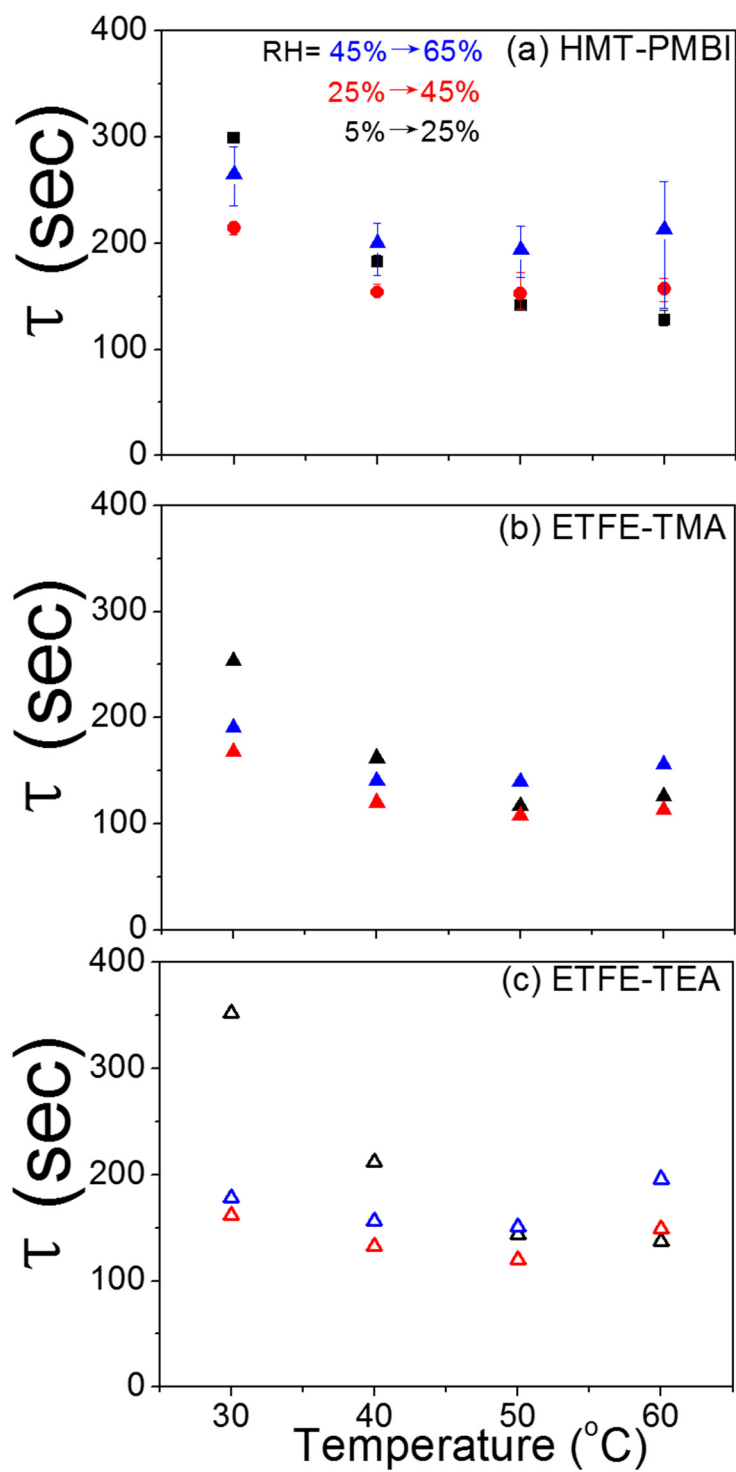 400
RH= 45%→65% (a) HMT-PMBI
25%→45%
5%→25%
300
200
100
0
τ (sec)
400
(b) ETFE-TMA
300
200
100
0
τ (sec)
400
(c) ETFE-TEA
300
200
100
0
τ (sec)
30 40 50 60
Temperature (°C)